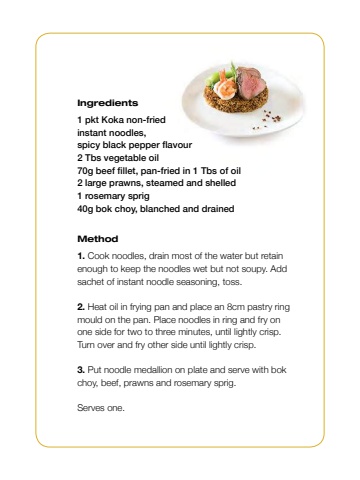 Ingredients
1 pkt Koka non-fried
instant noodles,
spicy black pepper flavour
2 Tbs vegetable oil
70g beef fillet, pan-fried in 1 Tbs of oil
2 large prawns, steamed and shelled
1 rosemary sprig
40g bok choy, blanched and drained
Method
1. Cook noodles, drain most of the water but retain
enough to keep the noodles wet but not soupy. Add
sachet of instant noodle seasoning, toss.
2. Heat oil in frying pan and place an 8cm pastry ring
mould on the pan. Place noodles in ring and fry on
one side for two to three minutes, until lightly crisp.
Turn over and fry other side until lightly crisp.
3. Put noodle medallion on plate and serve with bok
choy, beef, prawns and rosemary sprig.
Serves one.